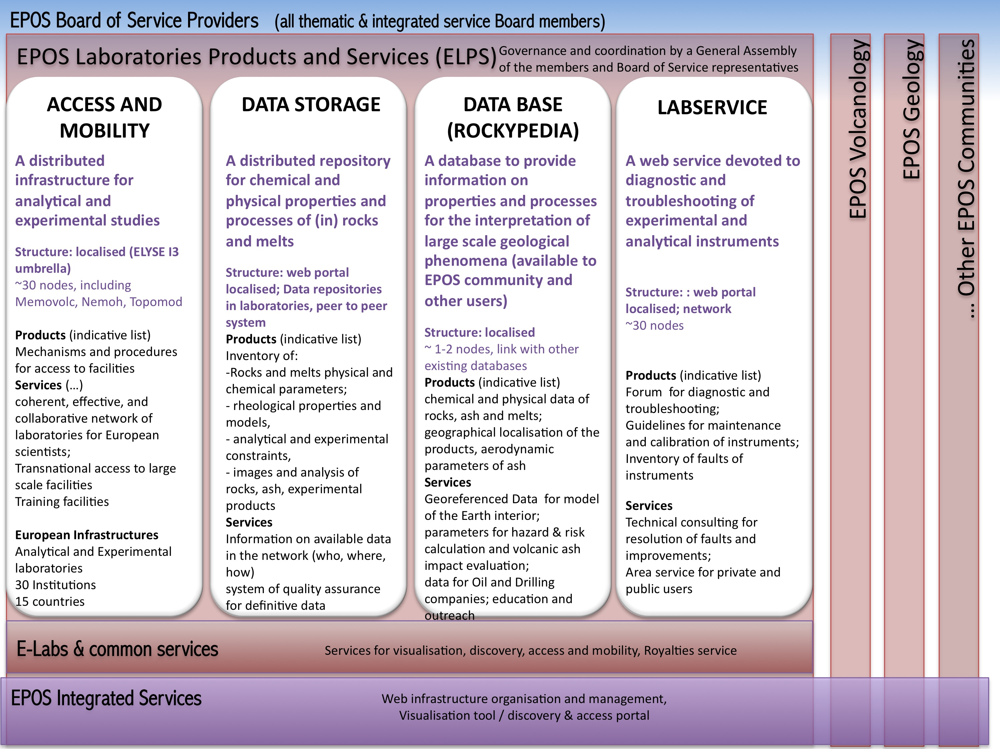 EPOS Board of Service Providers (all thematic & integrated service Board members)
EPOS Laboratories Products and Services (ELPS)
Governance and coordination by a General Assembly
of the members and Board of Service representatives
ACCESS AND
MOBILITY
A distributed
infrastructure for
analytical and
experimental studies
Structure: localised (ELYSE I3
umbrella)
~30 nodes, including
Memovolc, Nemoh, Topomod
Products (indicative list)
Mechanisms and procedures
for access to facilities
Services (...)
coherent, effective, and
collaborative network of
laboratories for European
scientists;
Transnational access to large
scale facilities
Training facilities
European Infrastructures
Analytical and Experimental
laboratories
30 Institutions
15 countries
DATA STORAGE
A distributed repository
for chemical and
physical properties and
processes of (in) rocks
and melts
Structure: web portal
localised; Data repositories
in laboratories, peer to peer
system
Products (indicative list)
Inventory of:
-Rocks and melts physical and
chemical parameters;
- rheological properties and
models,
- analytical and experimental
constraints,
- images and analysis of
rocks, ash, experimental
products
Services
Information on available data
in the network (who, where,
how)
system of quality assurance
for definitive data
DATA BASE
(ROCKYPEDIA)
A database to provide
information on
properties and processes
for the interpretation of
large scale geological
phenomena (available to
EPOS community and
other users)
Structure: localised
~ 1-2 nodes, link with other
existing databases
Products (indicative list)
chemical and physical data of
rocks, ash and melts;
geographical localisation of the
products, aerodynamic
parameters of ash
Services
Georeferenced Data  for model
of the Earth interior;
parameters for hazard & risk
calculation and volcanic ash
impact evaluation;
data for Oil and Drilling
companies; education and
outreach
LABSERVICE
A web service devoted to
diagnostic and
troubleshooting of
experimental and
analytical instruments
Structure: : web portal
localised; network
~30 nodes
Products (indicative list)
Forum  for diagnostic and
troubleshooting;
Guidelines for maintenance
and calibration of instruments;
Inventory of faults of
instruments
Services
Technical consulting for
resolution of faults and
improvements;
Area service for private and
public users
EPOS Volcanology
EPOS Geology
... Other EPOS Communities
E-Labs & common services
Services for visualisation, discovery, access and mobility, Royalties service
EPOS Integrated Services
Web infrastructure organisation and management,
Visualisation tool / discovery & access portal